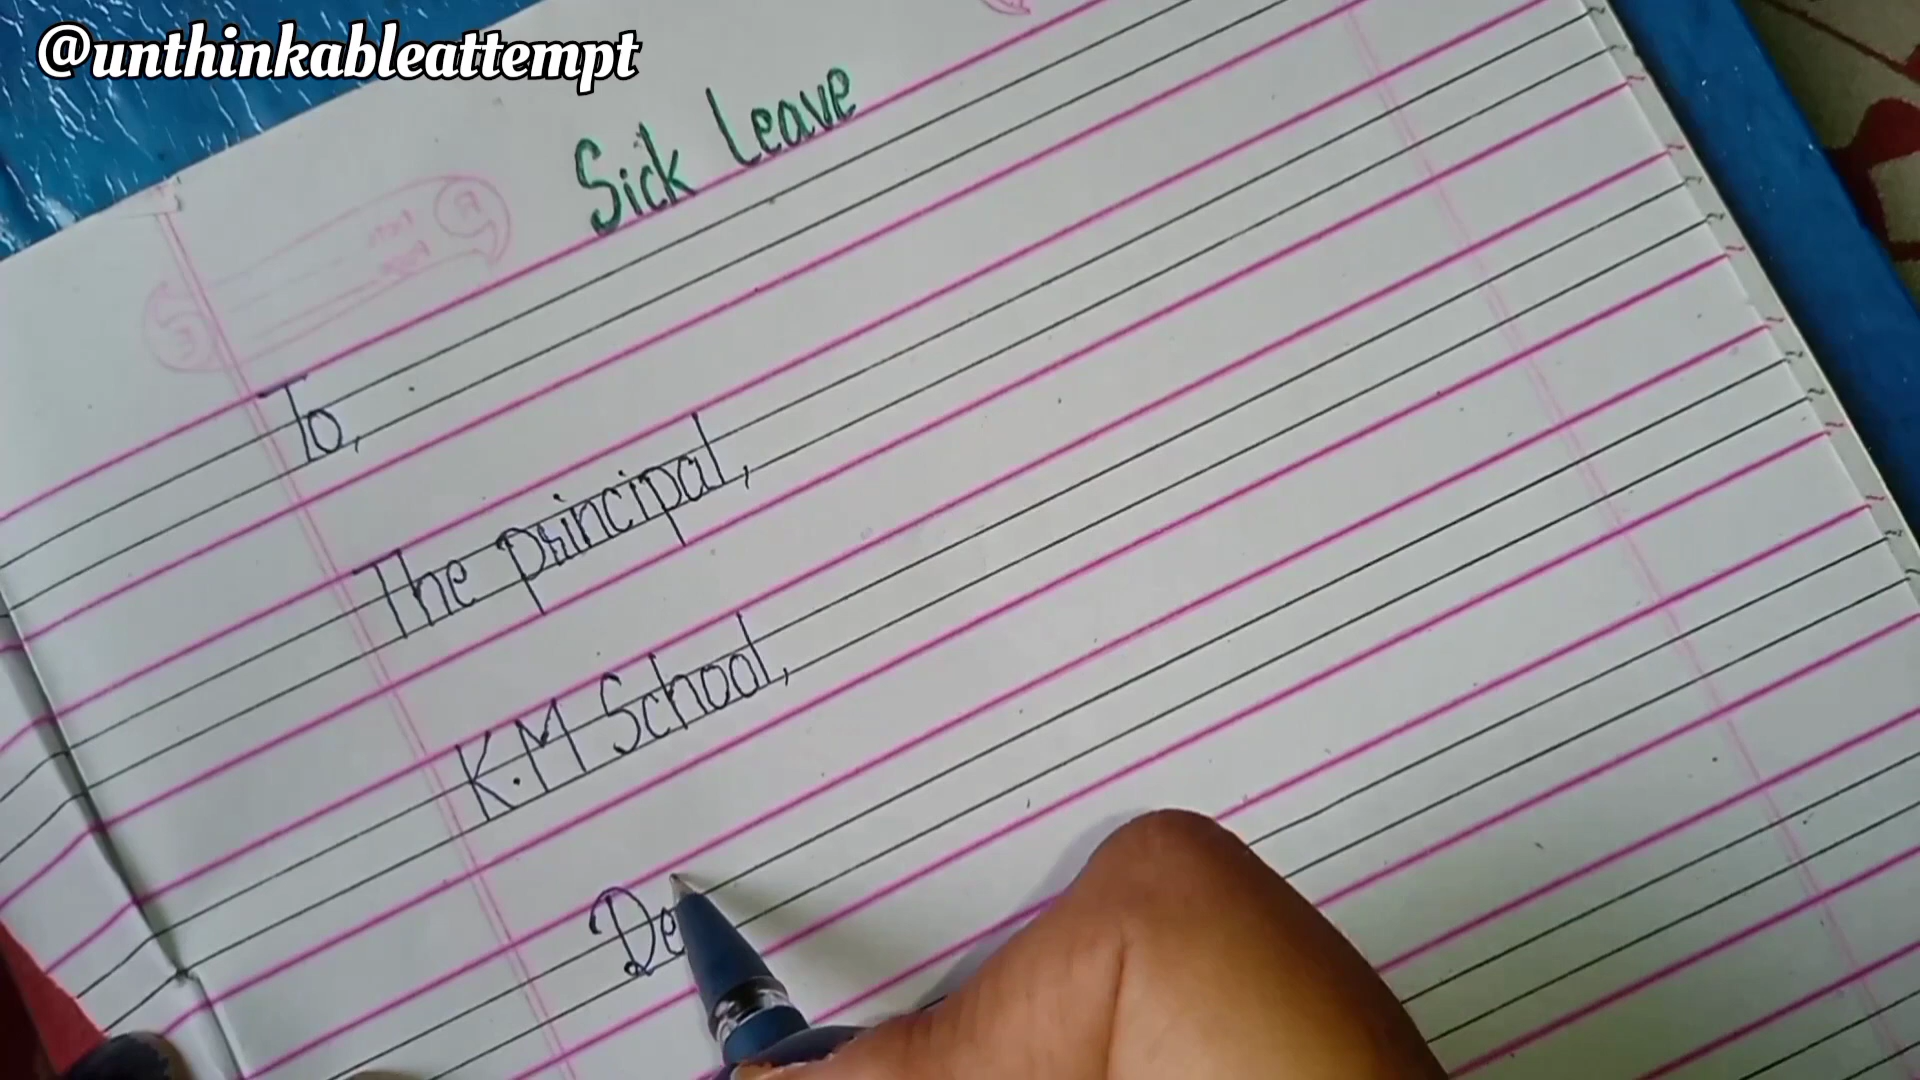 @unthinkableattempt
Sick Leave
To,
The principal,
K.M School,
De